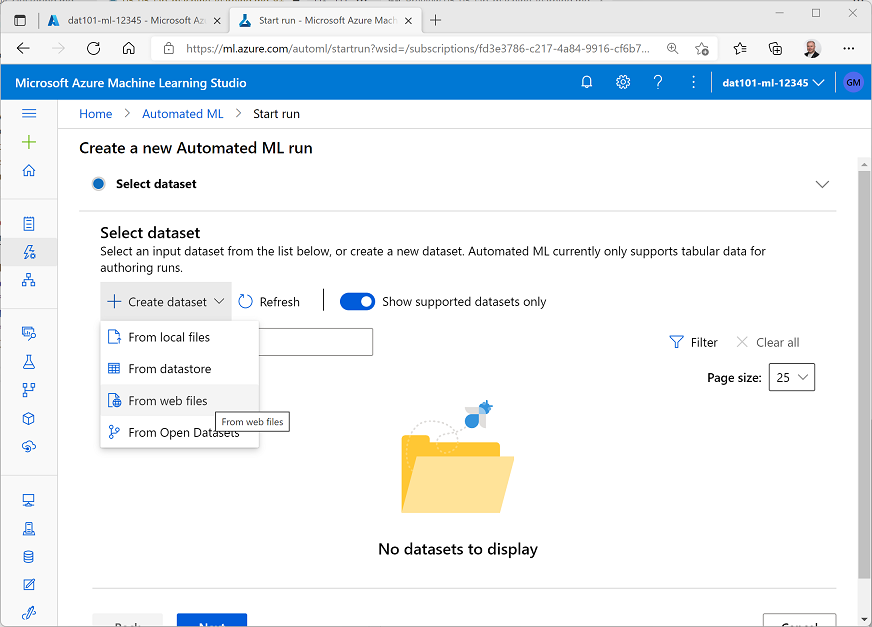 dat101-ml-12345 - Microsoft Az
Start run - Microsoft Azure Mach
https://ml.azure.com/automl/startrun?wsid=/subscriptions/fd3e3786-c217-4a84-9916-cf6b7...
Microsoft Azure Machine Learning Studio
dat101-ml-12345
GM
Home > Automated ML > Start run
Create a new Automated ML run
Select dataset
Select dataset
Select an input dataset from the list below, or create a new dataset. Automated ML currently only supports tabular data for
authoring runs.
Create dataset
Refresh
Show supported datasets only
From local files
From datastore
From web files
From web files
From Open Datasets
Filter
Clear all
Page size: 25
No datasets to display
Back
Next
Cancel